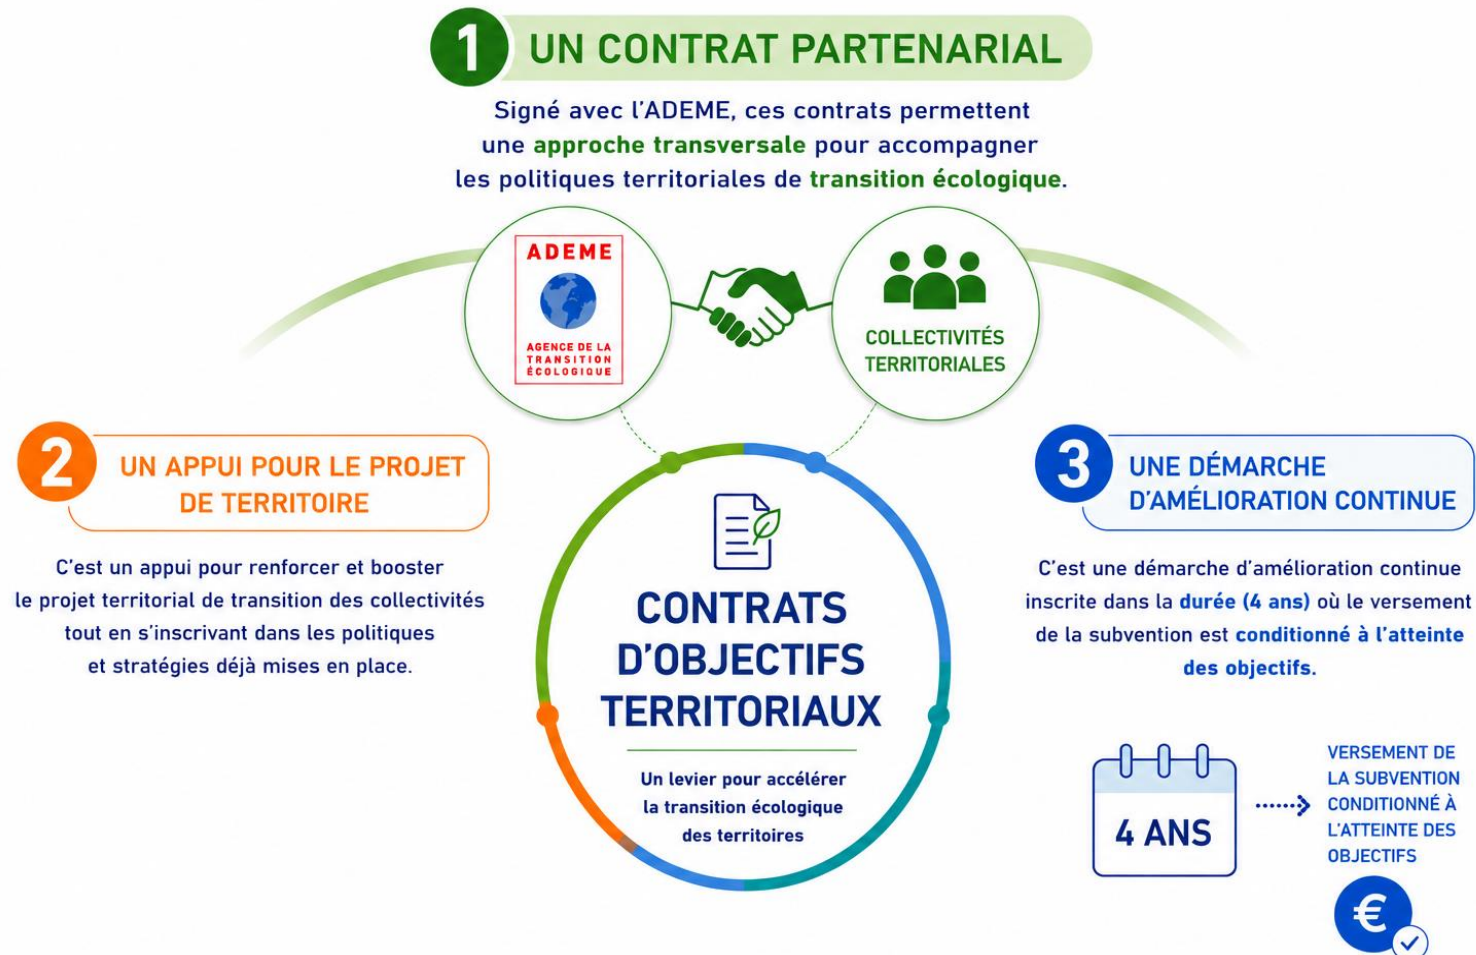 1 UN CONTRAT PARTENARIAL
Signé avec l’ADEME, ces contrats permettent
une approche transversale pour accompagner
les politiques territoriales de transition écologique.
ADEME
AGENCE DE LA
TRANSITION
ÉCOLOGIQUE
COLLECTIVITÉS
TERRITORIALES
2 UN APPUI POUR LE PROJET
DE TERRITOIRE
C’est un appui pour renforcer et booster
le projet territorial de transition des collectivités
tout en s’inscrivant dans les politiques
et stratégies déjà mises en place.
CONTRATS
D’OBJECTIFS
TERRITORIAUX
Un levier pour accélérer
la transition écologique
des territoires
3 UNE DÉMARCHE
D’AMÉLIORATION CONTINUE
C’est une démarche d’amélioration continue
inscrite dans la durée (4 ans) où le versement
de la subvention est conditionné à l’atteinte
des objectifs.
4 ANS
VERSEMENT DE
LA SUBVENTION
CONDITIONNÉ À
L’ATTEINTE DES
OBJECTIFS
€